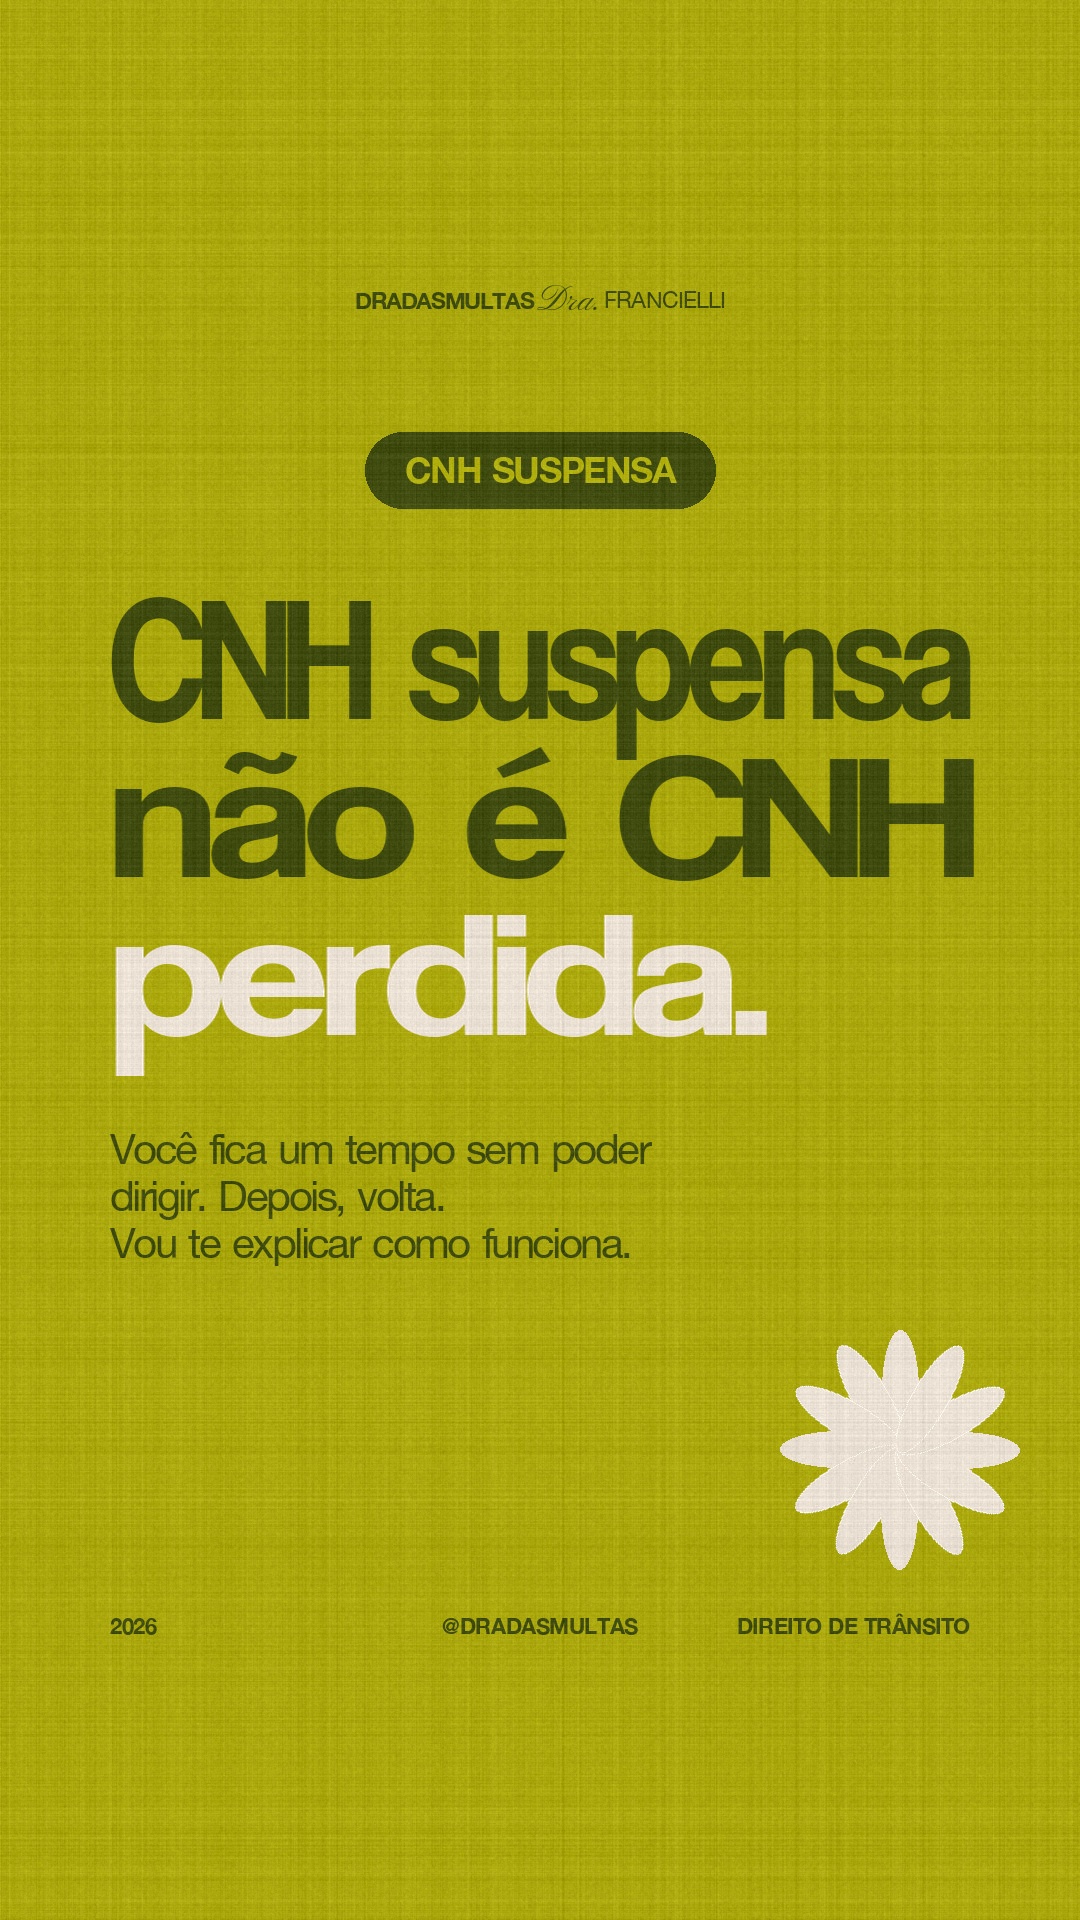 DRADASMULTAS Dra. FRANCIELLI
CNH SUSPENSA
CNH suspensa
não é CNH
perdida.
Você fica um tempo sem poder
dirigir. Depois, volta.
Vou te explicar como funciona.
2026 @DRADASMULTAS DIREITO DE TRÂNSITO